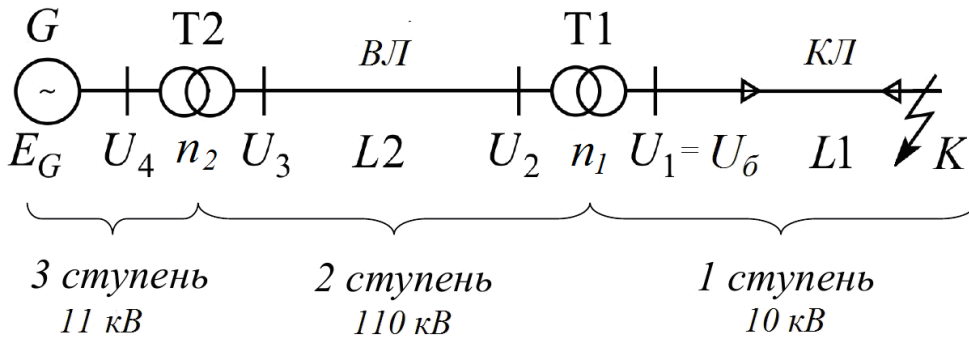 G T2 ВЛ T1 КЛ
~
E_G U_4 n_2 U_3 L2 U_2 n_1 U_1 = U_б L1 K
3 ступень 2 ступень 1 ступень
11 кВ 110 кВ 10 кВ